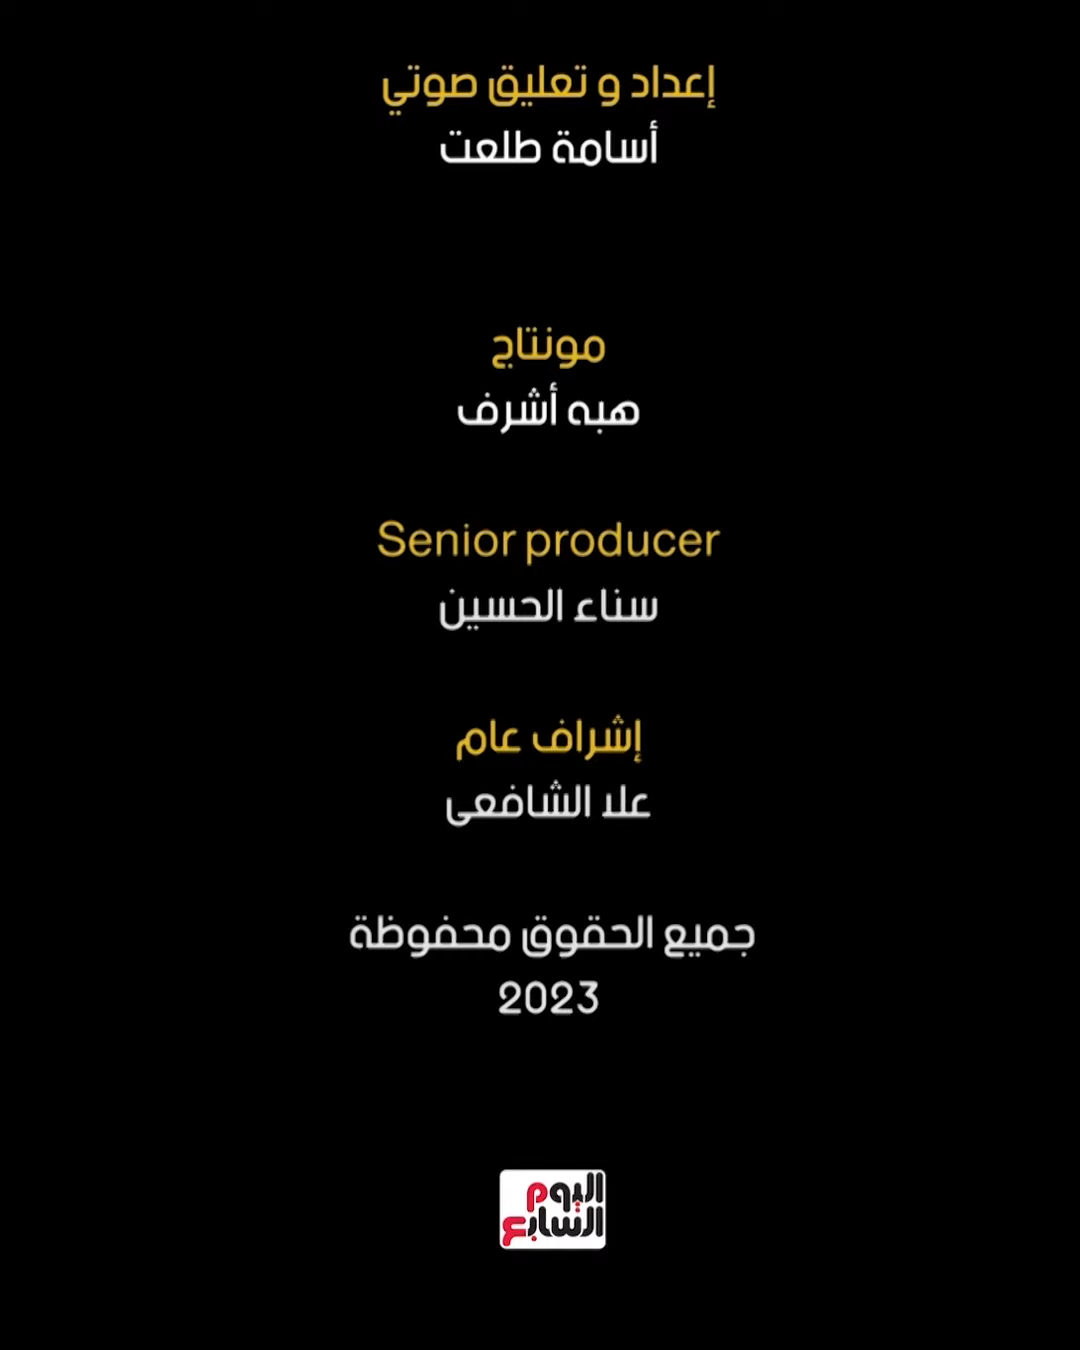 إعداد و تعليق صوتي
أسامة طلعت
مونتاج
هبه أشرف
Senior producer
سناء الحسين
إشراف عام
علا الشافعى
جميع الحقوق محفوظة
2023
اليوم
السابع